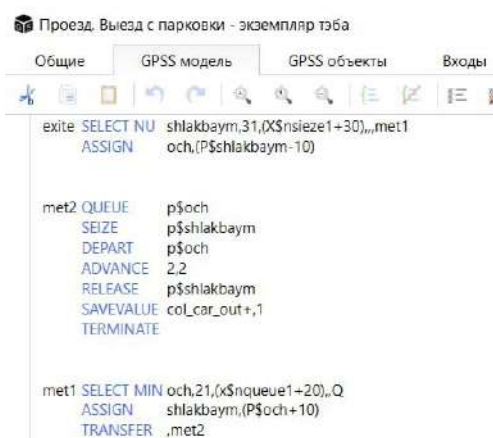 Проезд. Выезд с парковки - экземпляр тэба
Общие GPSS модель GPSS объекты Входы
exite SELECT NU shlakbaym,31,(X$nsieze1+30),,,met1
ASSIGN och,(P$shlakbaym-10)
met2 QUEUE p$och
SEIZE p$shlakbaym
DEPART p$och
ADVANCE 2,2
RELEASE p$shlakbaym
SAVEVALUE col_car_out+,1
TERMINATE
met1 SELECT MIN och,21,(x$nqueue1+20),,Q
ASSIGN shlakbaym,(P$och+10)
TRANSFER ,met2